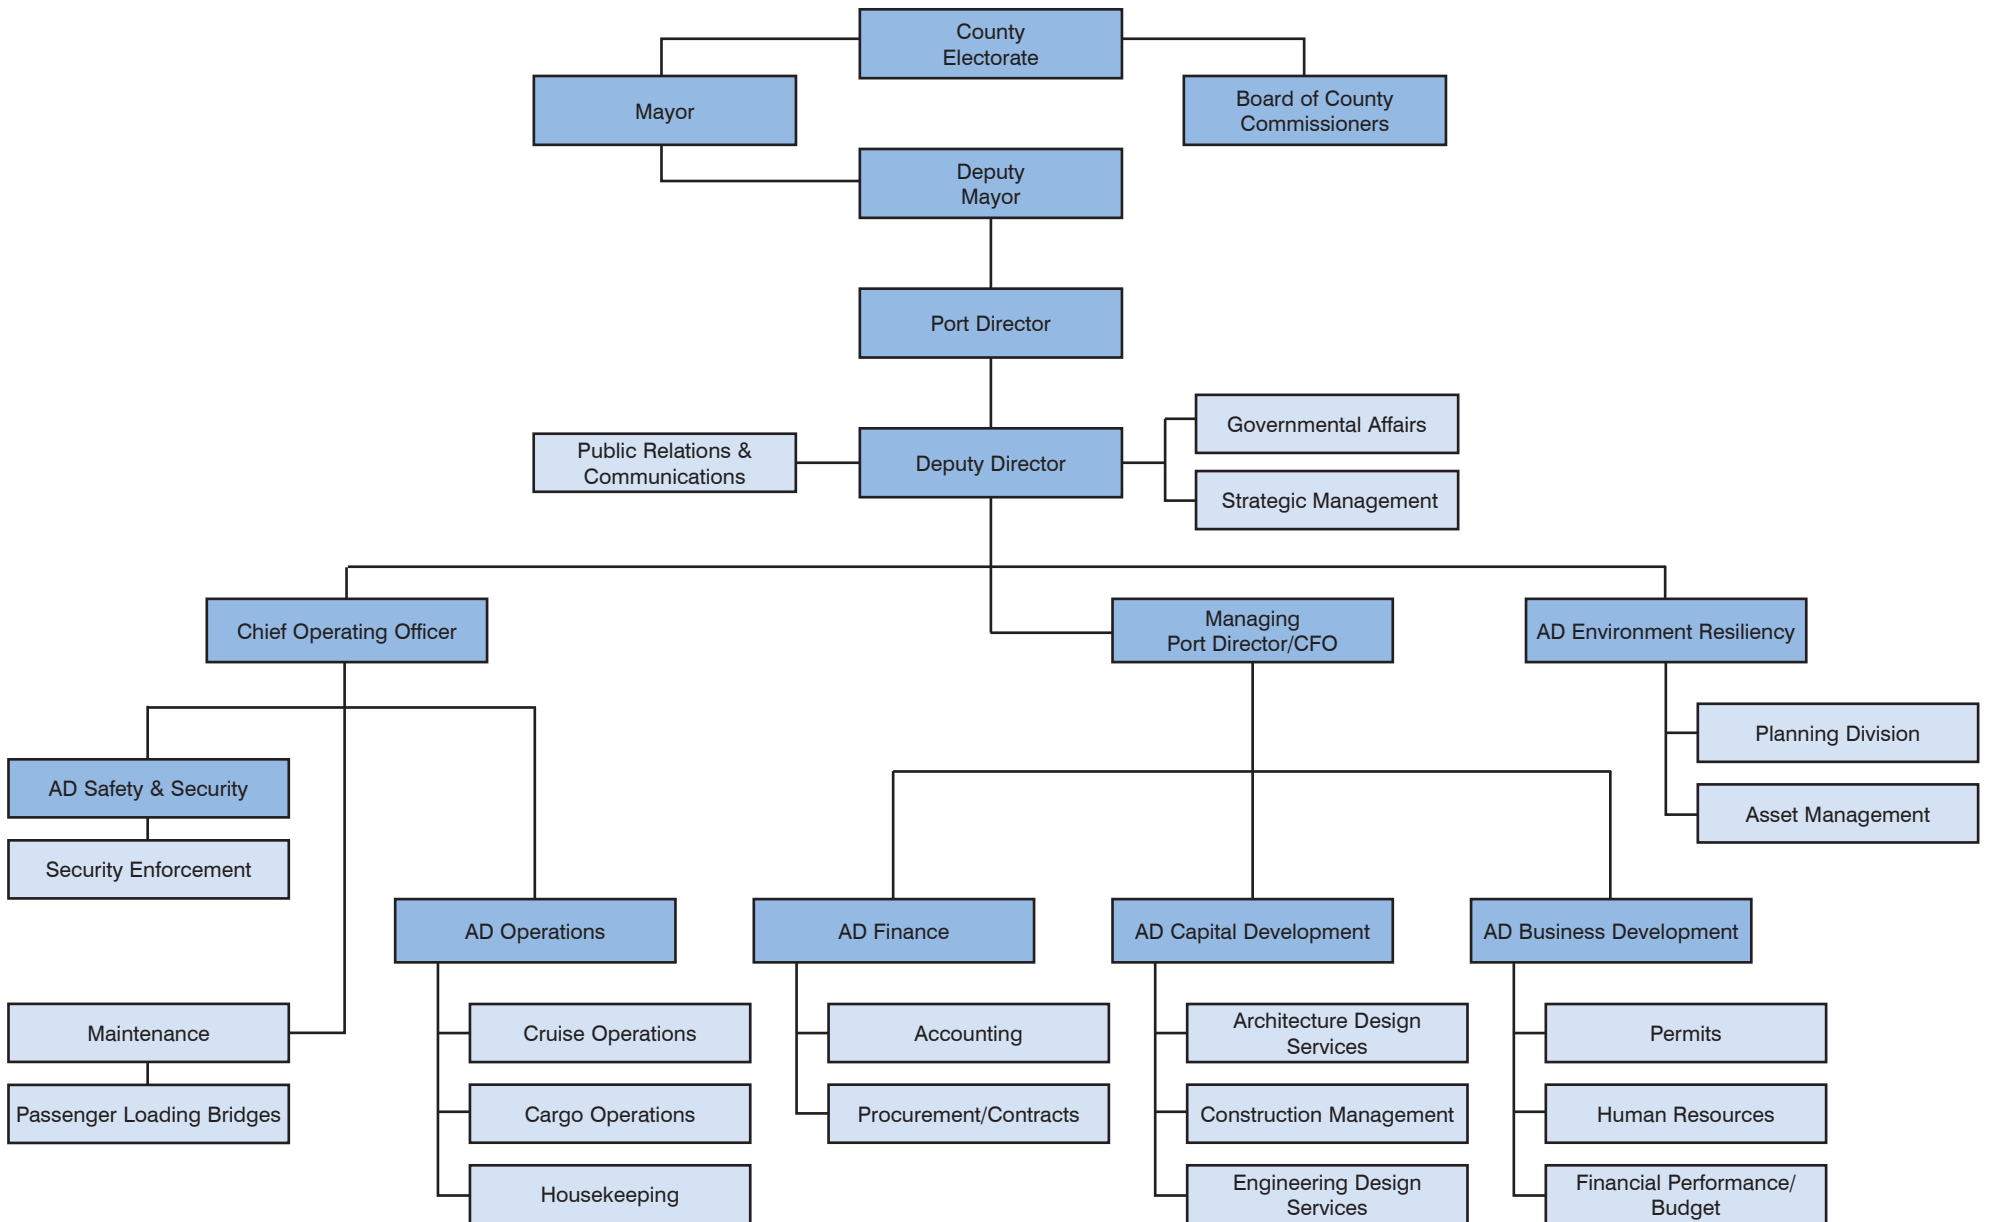 County
Electorate
Mayor
Board of County
Commissioners
Deputy
Mayor
Port Director
Governmental Affairs
Public Relations &
Communications
Deputy Director
Strategic Management
Chief Operating Officer
Managing
Port Director/CFO
AD Environment Resiliency
Planning Division
AD Safety & Security
Asset Management
Security Enforcement
AD Operations
AD Finance
AD Capital Development
AD Business Development
Maintenance
Cruise Operations
Accounting
Architecture Design
Services
Permits
Passenger Loading Bridges
Cargo Operations
Procurement/Contracts
Construction Management
Human Resources
Housekeeping
Engineering Design
Services
Financial Performance/
Budget